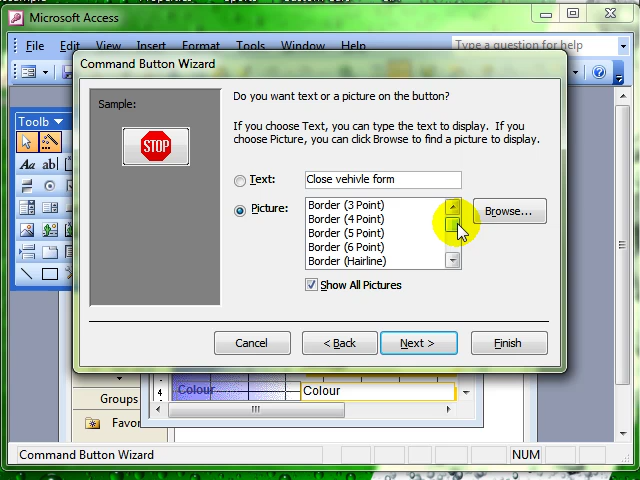 Microsoft Access
File Edit View Insert Format Tools Window Help
Type a question for help
Toolb
Aa ab|
Command Button Wizard
Sample:
STOP
Do you want text or a picture on the button?
If you choose Text, you can type the text to display. If you
choose Picture, you can click Browse to find a picture to display.
Text:
Close vehivle form
Picture:
Border (3 Point)
Border (4 Point)
Border (5 Point)
Border (6 Point)
Border (Hairline)
Browse...
Show All Pictures
Cancel
< Back
Next >
Finish
4
Colour
Colour
Groups
Favor
Command Button Wizard
NUM